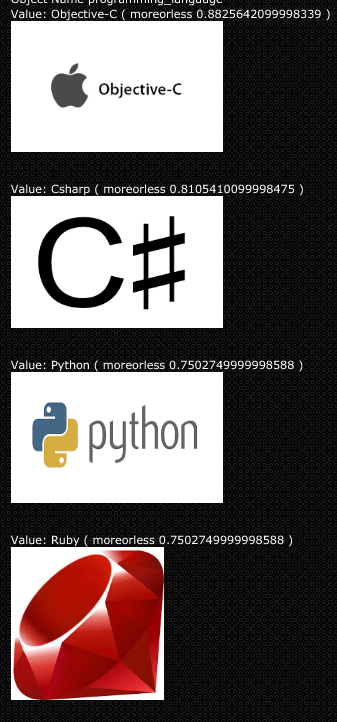 Object Name programming_language
Value: Objective-C ( moreorless 0.8825642099998339 )
Objective-C
Value: Csharp ( moreorless 0.8105410099998475 )
C♯
Value: Python ( moreorless 0.7502749999998588 )
python
Value: Ruby ( moreorless 0.7502749999998588 )